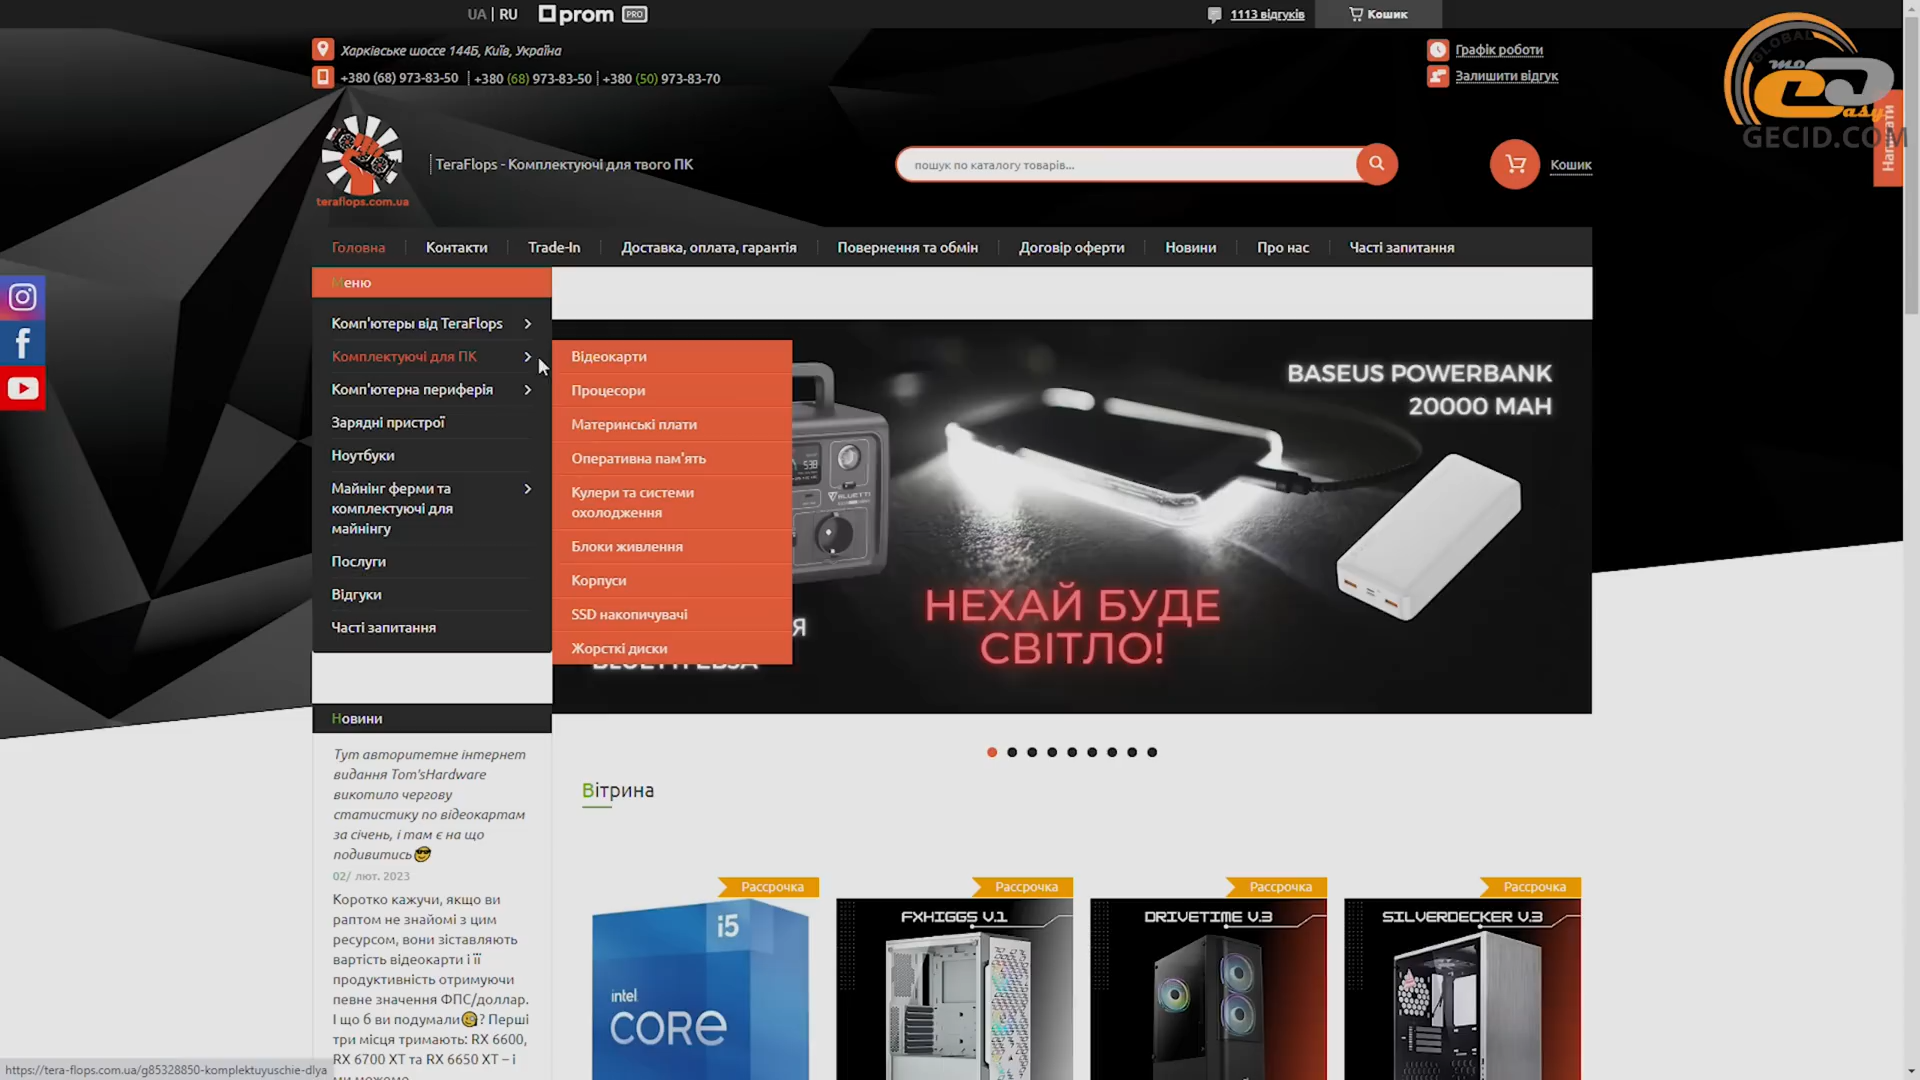 UA | RU
prom PRO
1113 відгуків
Кошик
Харківське шоссе 144Б, Київ, Україна
+380 (68) 973-83-50 | +380 (68) 973-83-50 | +380 (50) 973-83-70
Графік роботи
Залишити відгук
GLOBAL
easy
GECID.COM
teraflops.com.ua
TeraFlops - Комплектуючі для твого ПК
пошук по каталогу товарів...
Кошик
Головна
Контакти
Trade-In
Доставка, оплата, гарантія
Повернення та обмін
Договір оферти
Новини
Про нас
Часті запитання
Меню
Комп'ютеры від TeraFlops
Комплектуючі для ПК
Комп'ютерна периферія
Зарядні пристрої
Ноутбуки
Майнінг ферми та
комплектуючі для
майнінгу
Послуги
Відгуки
Часті запитання
Відеокарти
Процесори
Материнські плати
Оперативна пам'ять
Кулери та системи
охолодження
Блоки живлення
Корпуси
SSD накопичувачі
Жорсткі диски
BLUETTI
BASEUS POWERBANK
20000 MAH
НЕХАЙ БУДЕ
СВІТЛО!
Новини
Тут авторитетне інтернет
видання Tom'sHardware
викотило чергову
статистику по відеокартам
за січень, і там є на що
подивитись😎
02/ лют. 2023
Коротко кажучи, якщо ви
раптом не знайомі з цим
ресурсом, вони зіставляють
вартість відеокарти і її
продуктивність отримуючи
певне значення ФПС/доллар.
І що б ви подумали🧐? Перші
три місця тримають: RX 6600,
RX 6700 XT та RX 6650 XT – і
Вітрина
Рассрочка
Рассрочка
Рассрочка
Рассрочка
i5
intel
CORE
FXHIGGS V.1
DRIVETIME V.3
SILVERDECKER V.3
https://tera-flops.com.ua/g85328850-komplektuyuschie-dlya